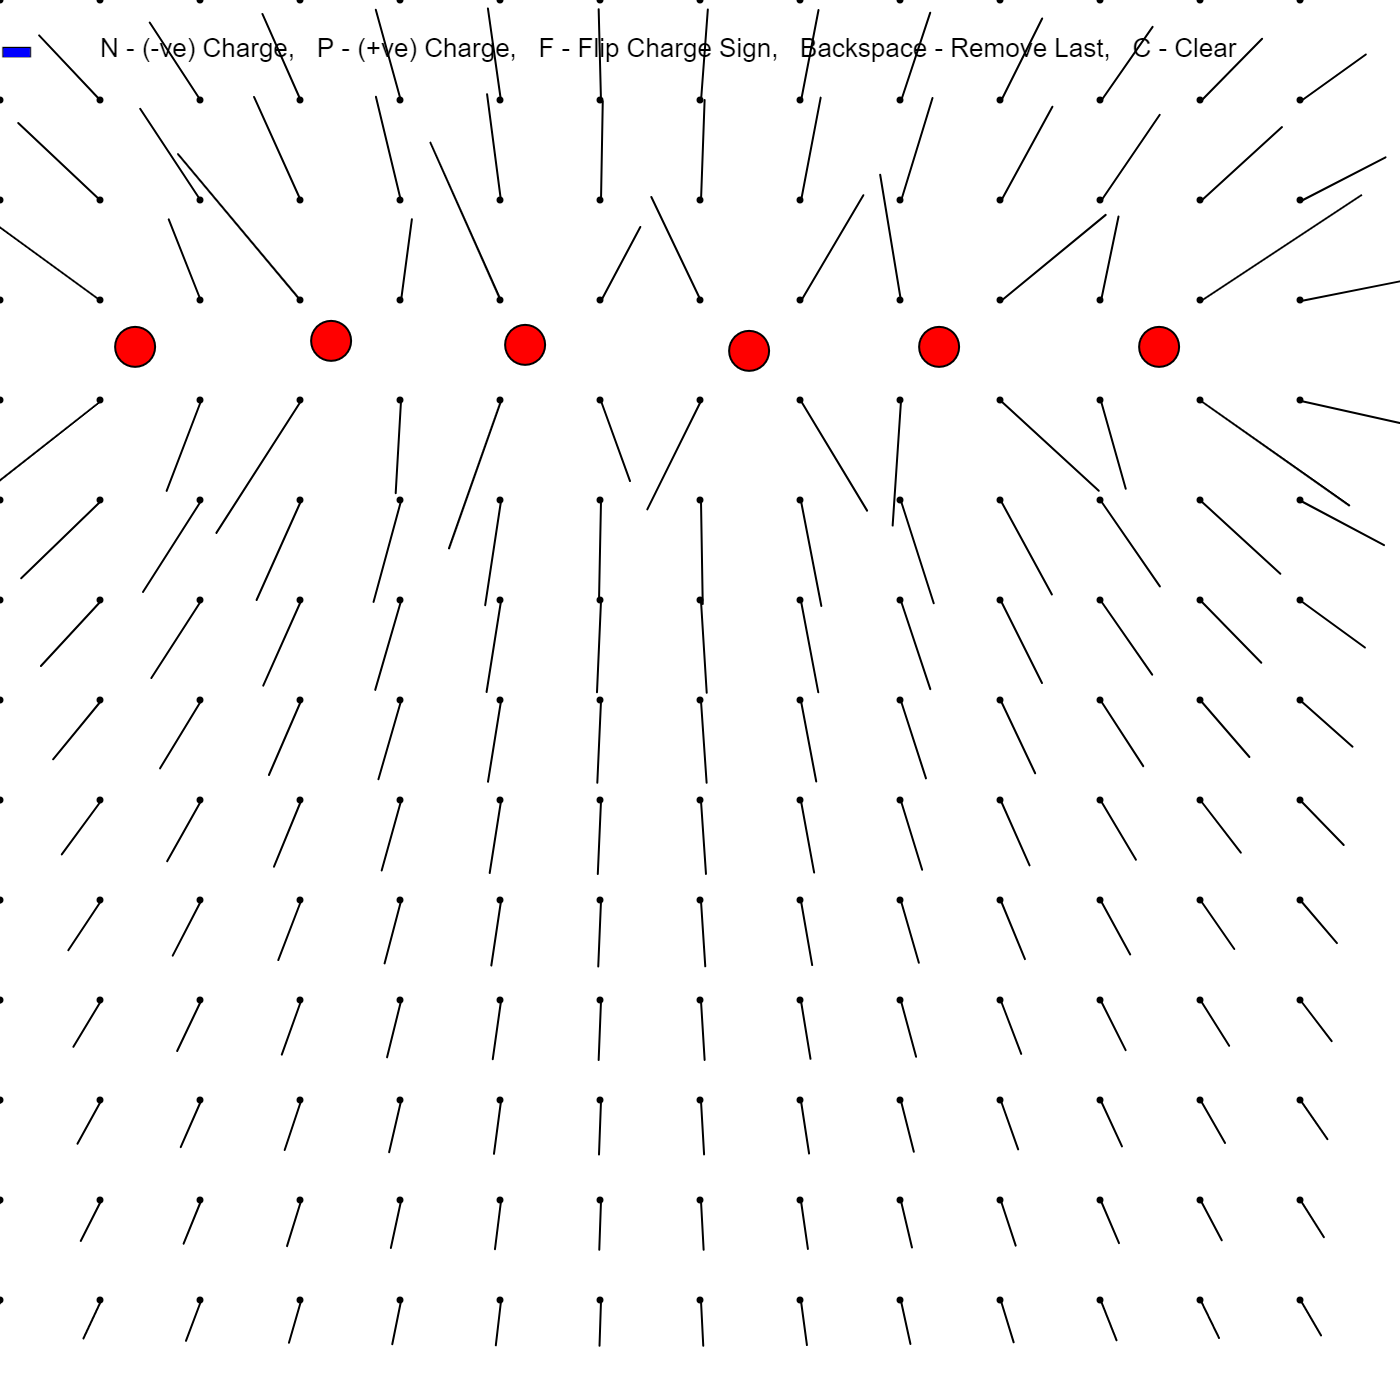 N - (-ve) Charge,   P - (+ve) Charge,   F - Flip Charge Sign,   Backspace - Remove Last,   C - Clear